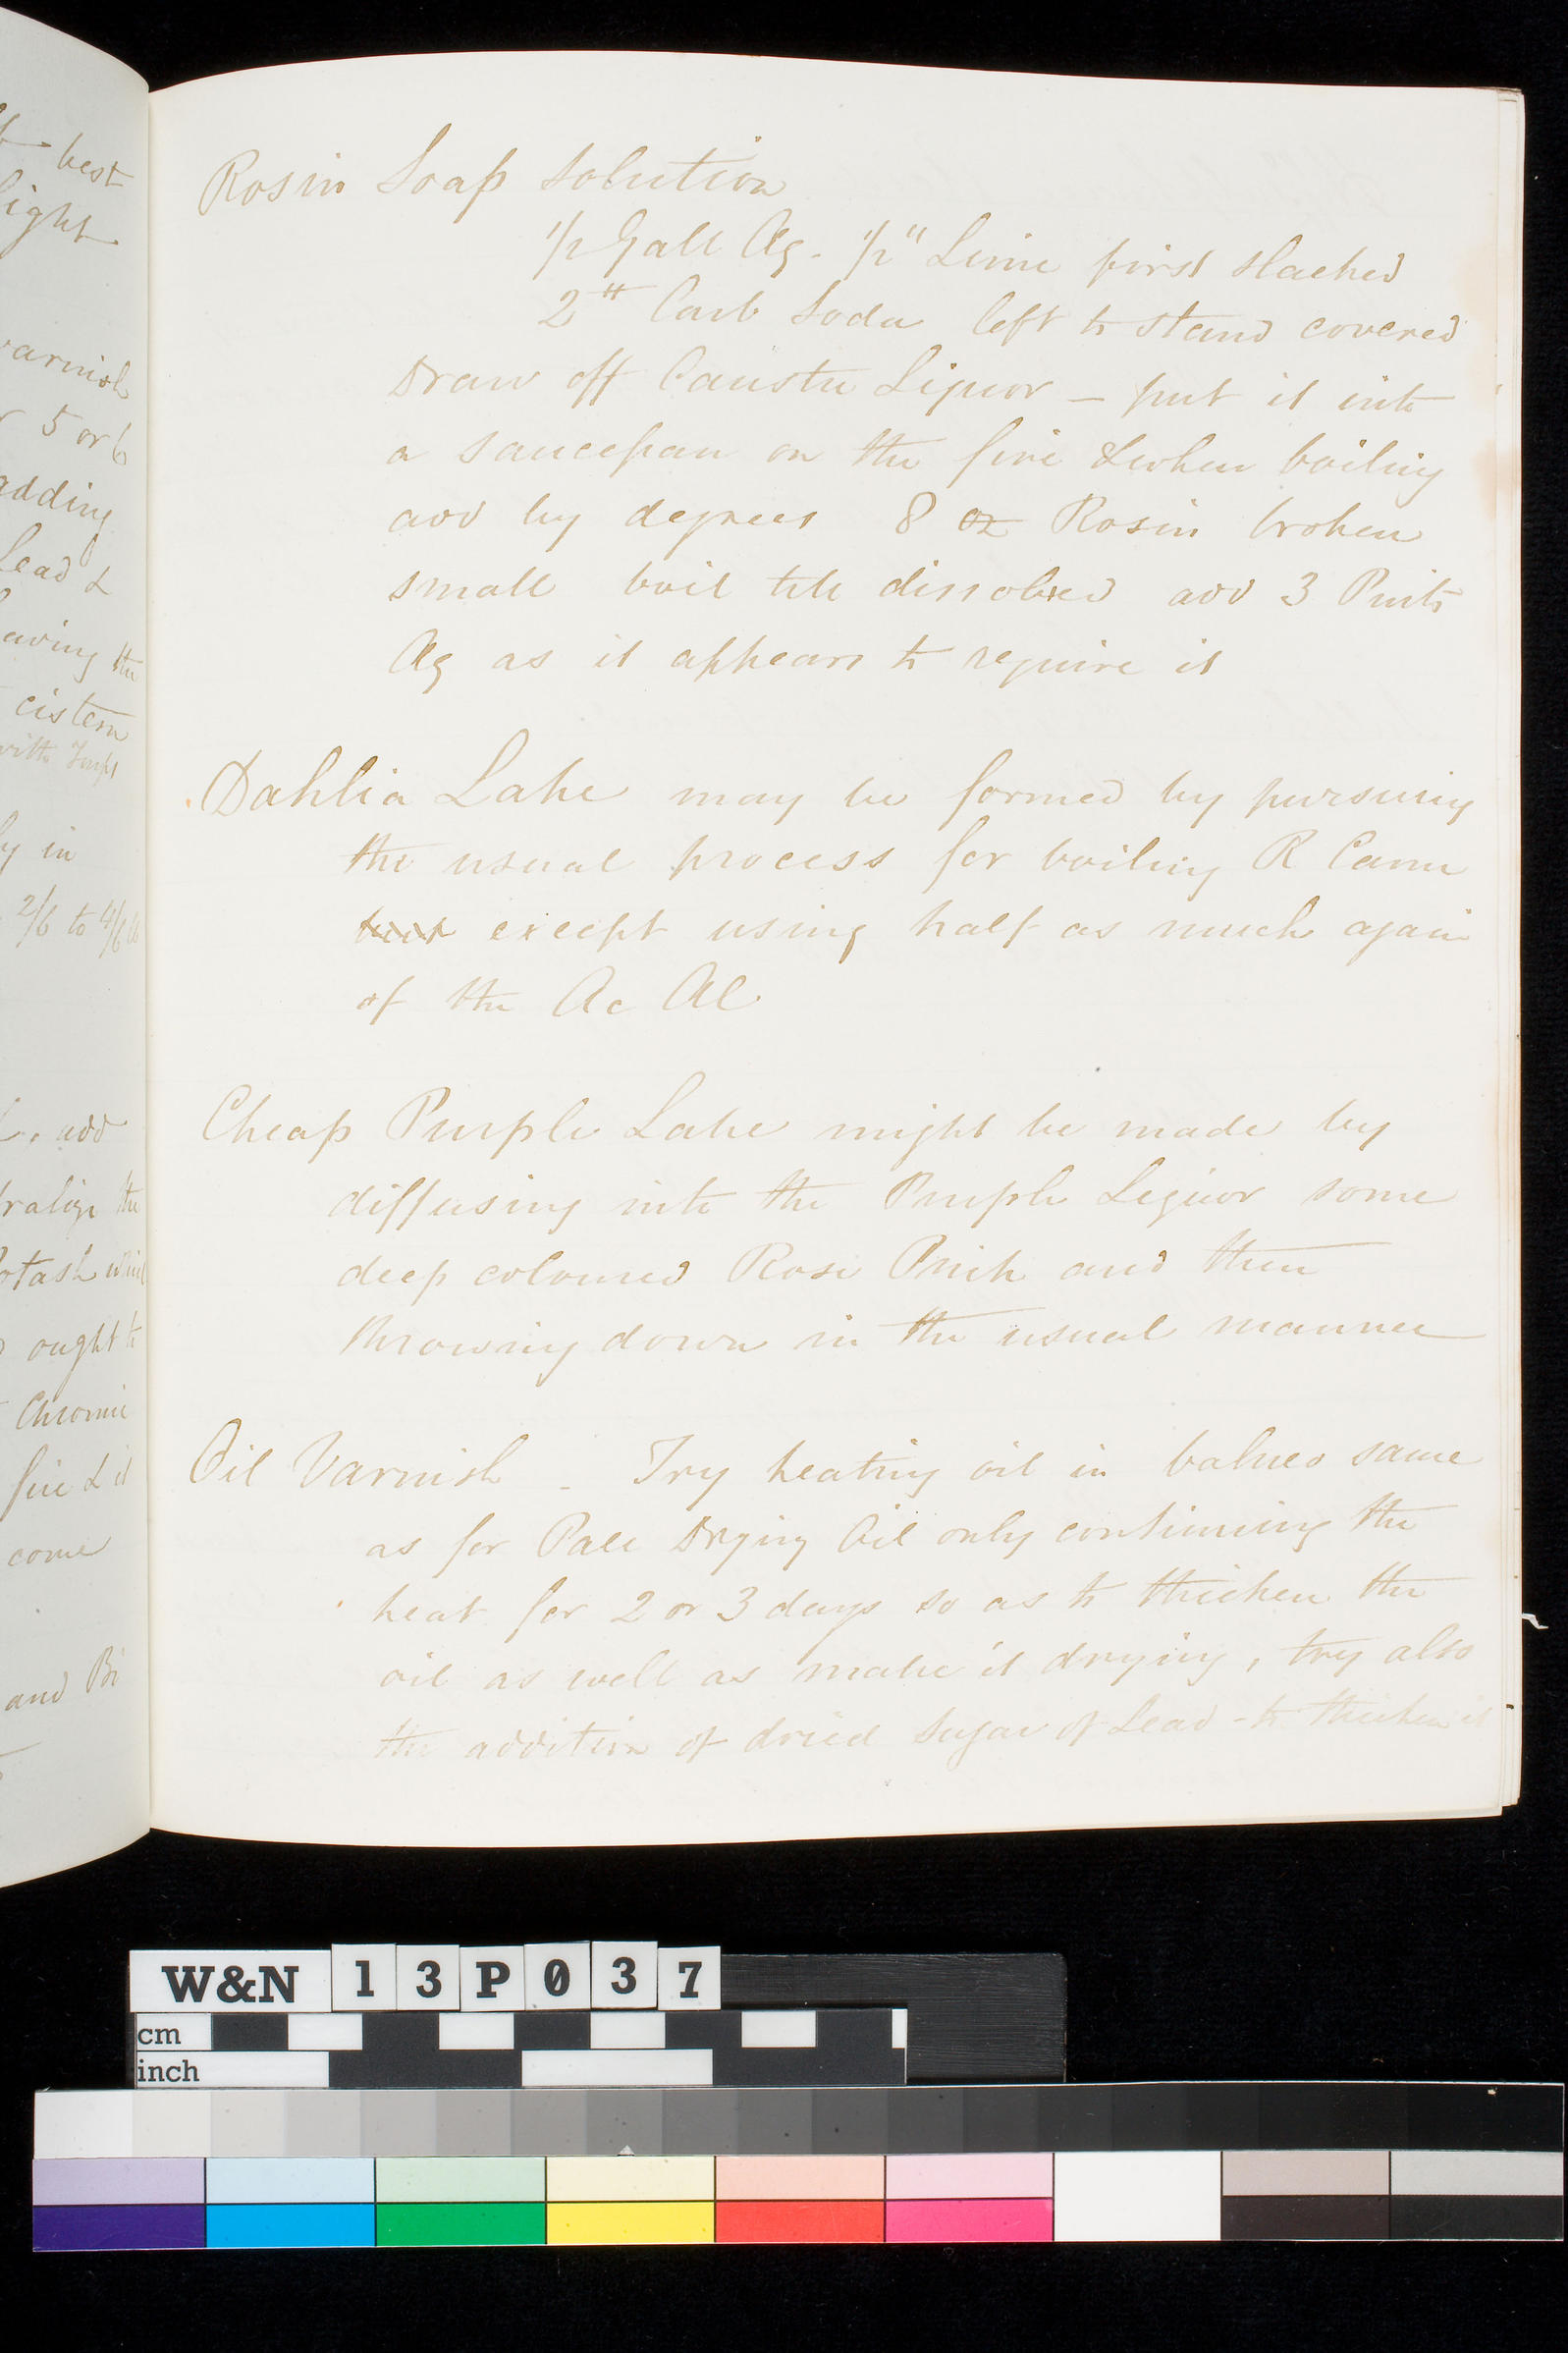 best
ight
arnish
5 or 6
adding
Lead &
aving the
cistern
with
y in
2/6 to 4/6
add
the
otash
ought to
Chromic
fire & it
come
and Bi
Rosin Soap Solution
1/2 Gall Aq. 1/2 " Lime first slacked
2 " Carb Soda left to stand covered
Draw off Caustic Liquor — put it into
a saucepan on the fire & when boiling
add by degrees 8 oz Rosin broken
small boil till dissolved add 3 Pints
Aq as it appears to require it
Dahlia Lake may be formed by pursuing
the usual process for boiling R Carm
but except using half as much again
of the Ac Al
Cheap Purple Lake might be made by
diffusing into the Purple Liquor some
deep coloured Rose Pink and then
throwing down in the usual manner
Oil Varnish - Try heating oil in balneo same
as for Pale Drying Oil only continuing the
heat for 2 or 3 days so as to thicken the
oil as well as make it drying, try also
the addition of dried Sugar of Lead - to thicken it
W&N 13P037
cm
inch